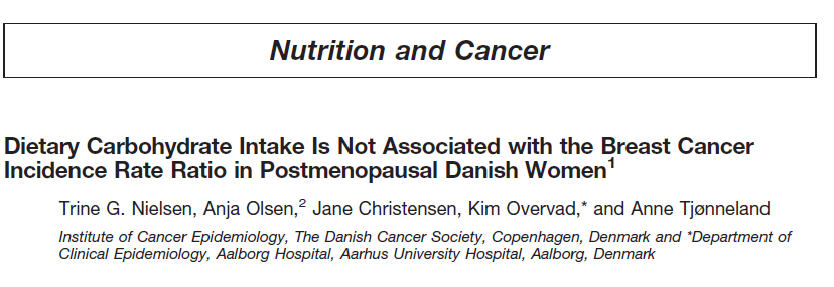 Nutrition and Cancer
Dietary Carbohydrate Intake Is Not Associated with the Breast Cancer
Incidence Rate Ratio in Postmenopausal Danish Women¹
Trine G. Nielsen, Anja Olsen,² Jane Christensen, Kim Overvad,* and Anne Tjønneland
Institute of Cancer Epidemiology, The Danish Cancer Society, Copenhagen, Denmark and *Department of
Clinical Epidemiology, Aalborg Hospital, Aarhus University Hospital, Aalborg, Denmark